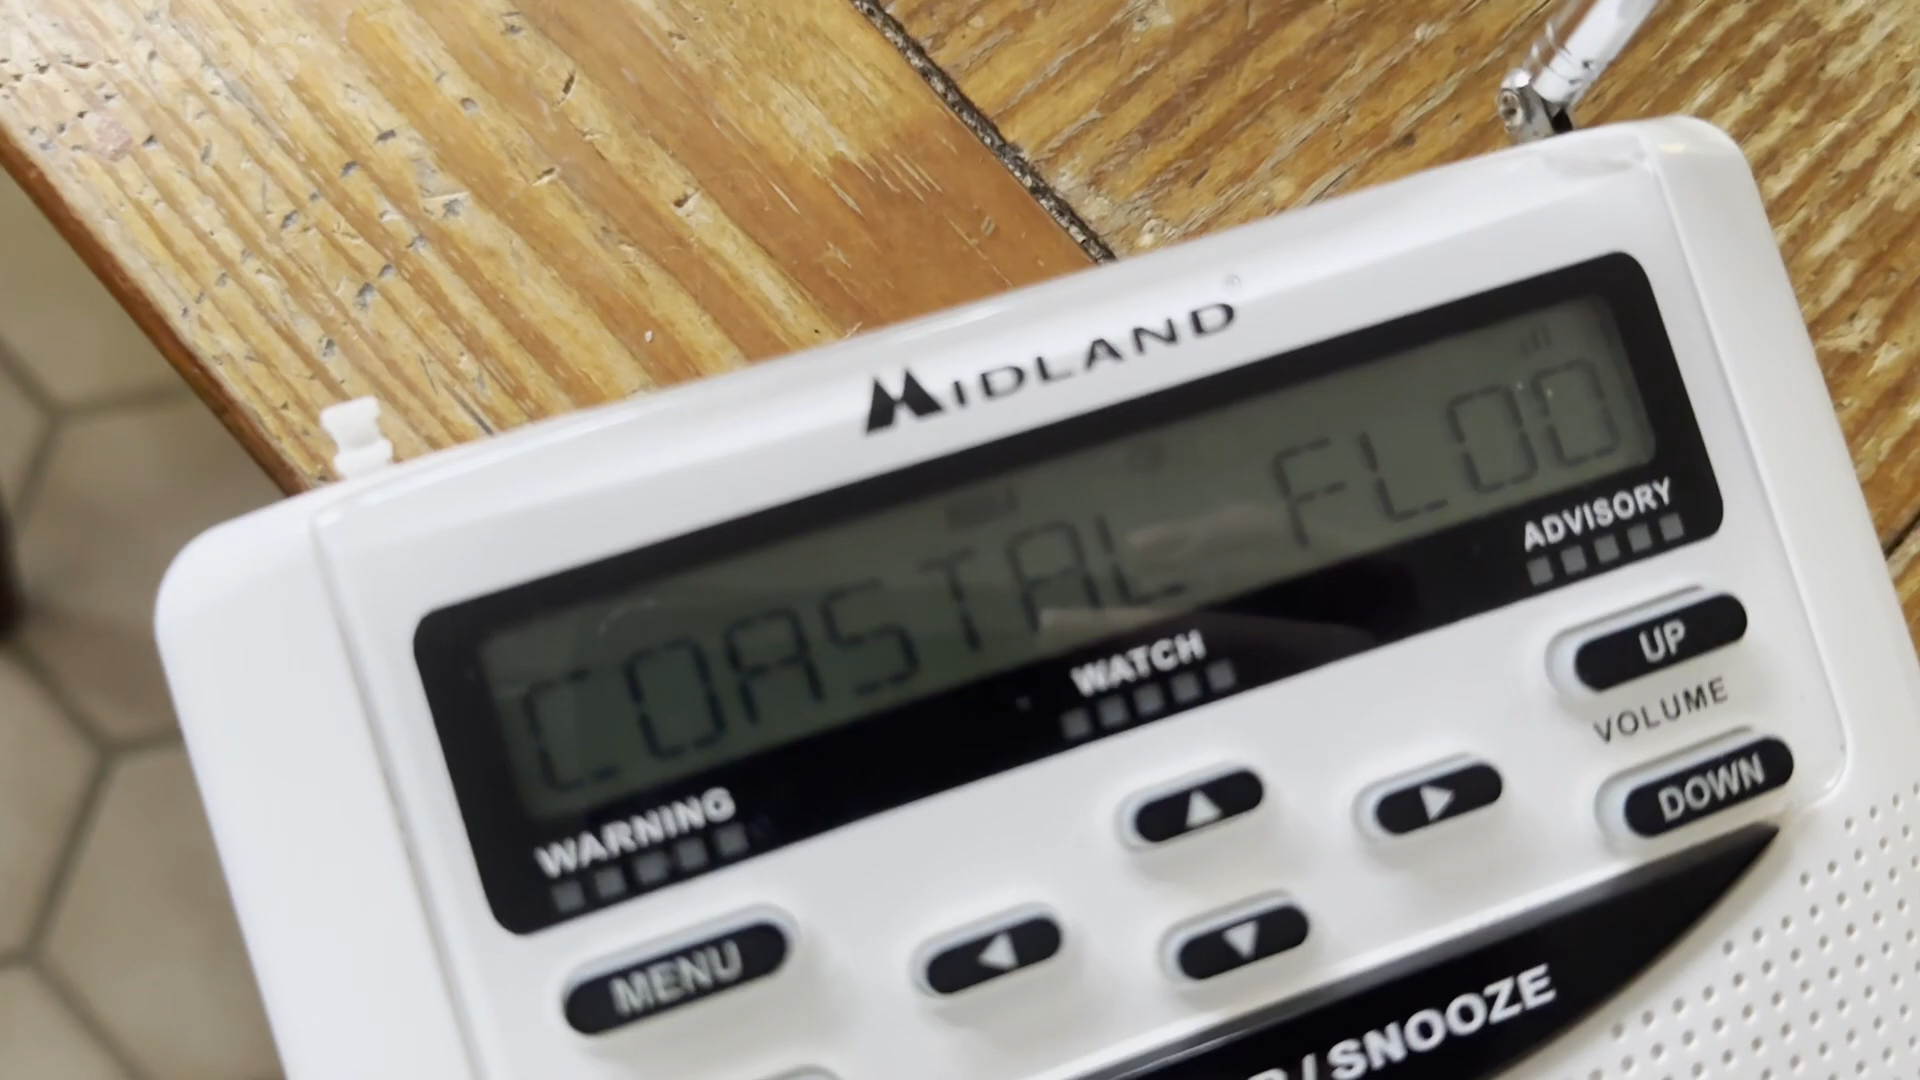 MIDLAND®
COASTAL FLOO
ADVISORY
WATCH
WARNING
UP
VOLUME
DOWN
MENU
/ SNOOZE